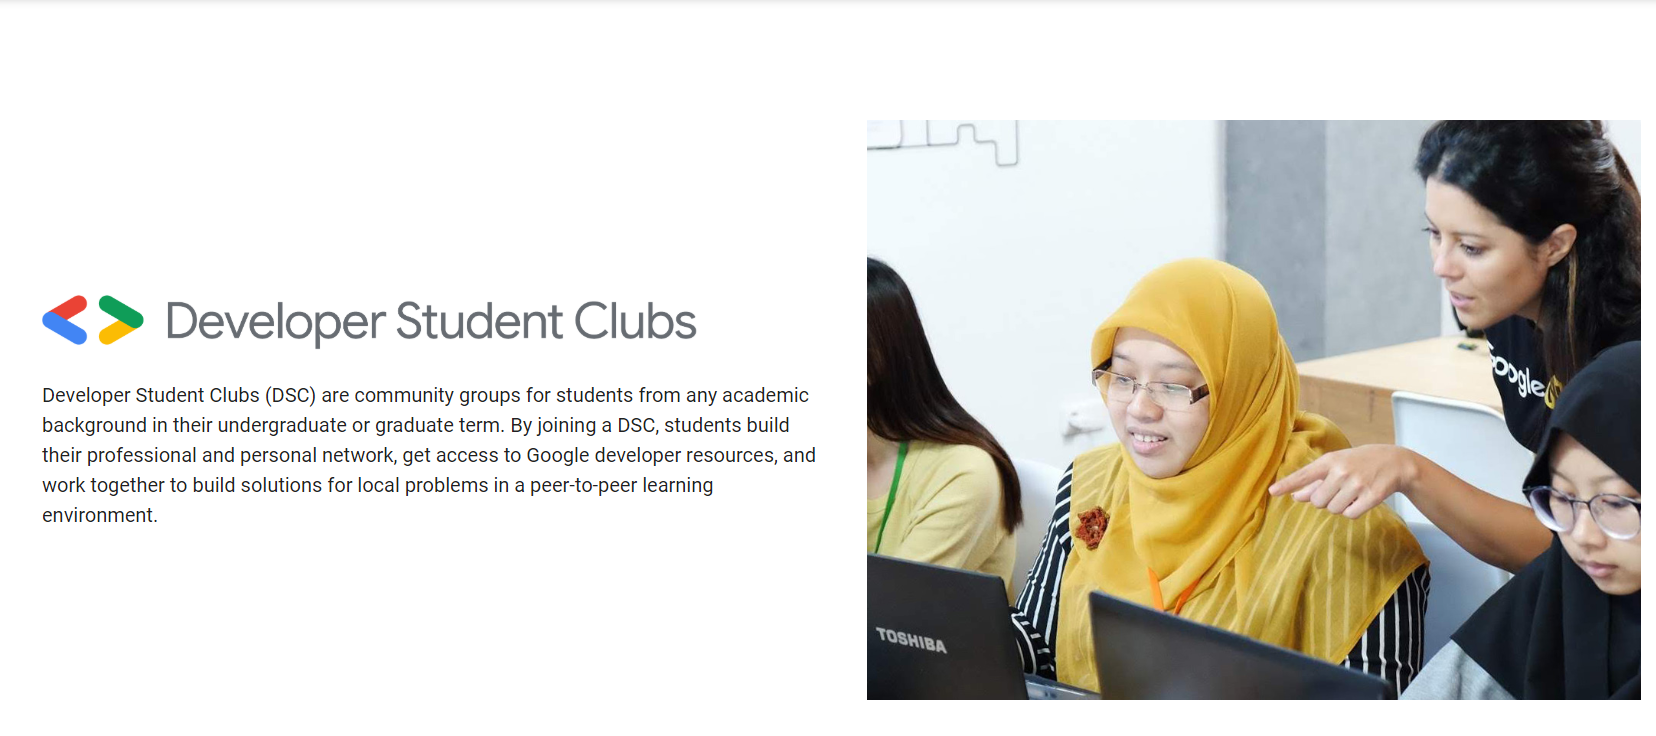 Developer Student Clubs
Developer Student Clubs (DSC) are community groups for students from any academic
background in their undergraduate or graduate term. By joining a DSC, students build
their professional and personal network, get access to Google developer resources, and
work together to build solutions for local problems in a peer-to-peer learning
environment.
Google
TOSHIBA